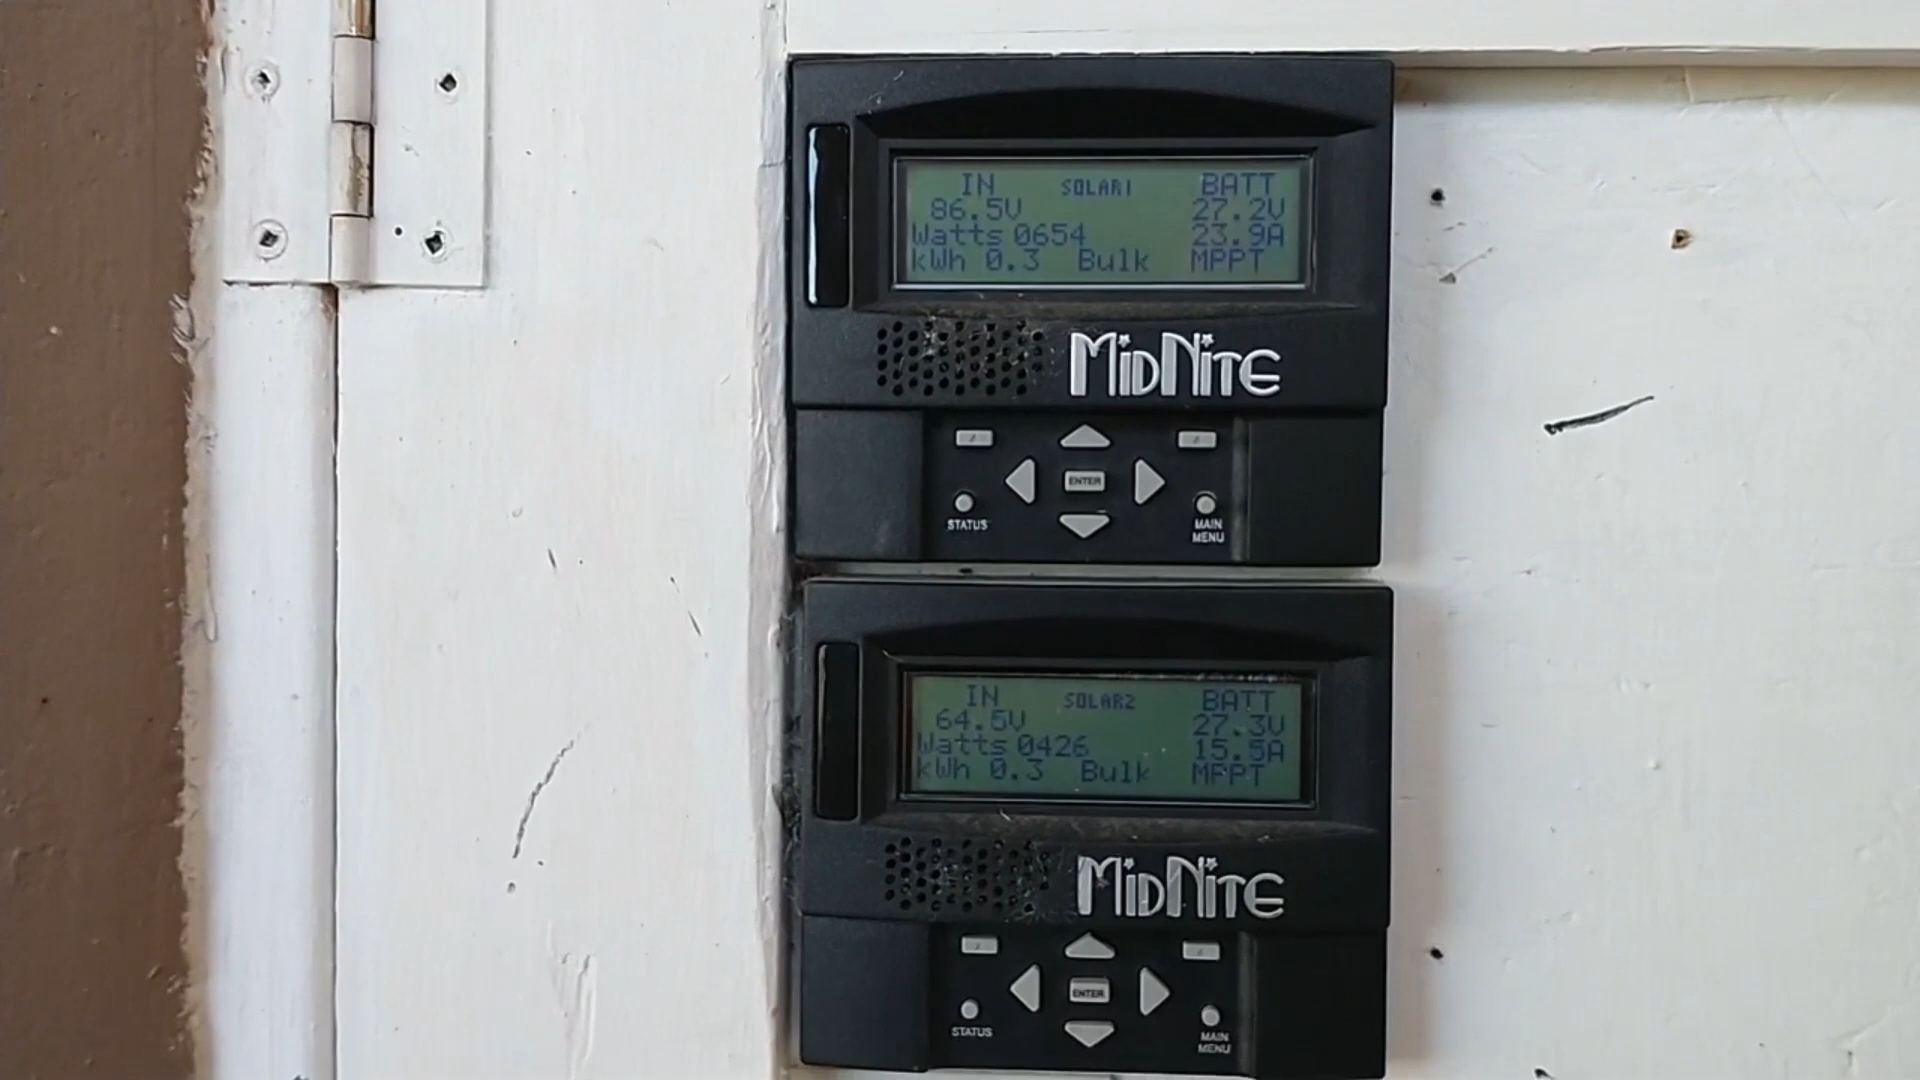 IN SOLAR1 BATT
86.5V 27.2V
Watts 0654 23.9A
kWh 0.3 Bulk MPPT
MIDNITE
ENTER
STATUS
MAIN
MENU
IN SOLAR2 BATT
64.5V 27.3V
Watts 0426 15.5A
kWh 0.3 Bulk MPPT
MIDNITE
ENTER
STATUS
MAIN
MENU